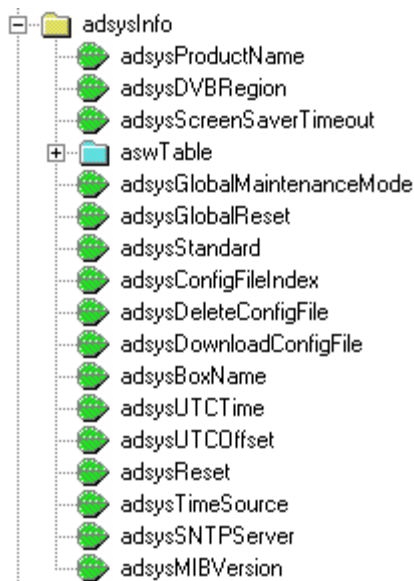 adsysInfo
adsysProductName
adsysDVBRegion
adsysScreenSaverTimeout
aswTable
adsysGlobalMaintenanceMode
adsysGlobalReset
adsysStandard
adsysConfigFileIndex
adsysDeleteConfigFile
adsysDownloadConfigFile
adsysBoxName
adsysUTCTime
adsysUTCOffset
adsysReset
adsysTimeSource
adsysSNTPServer
adsysMIBVersion